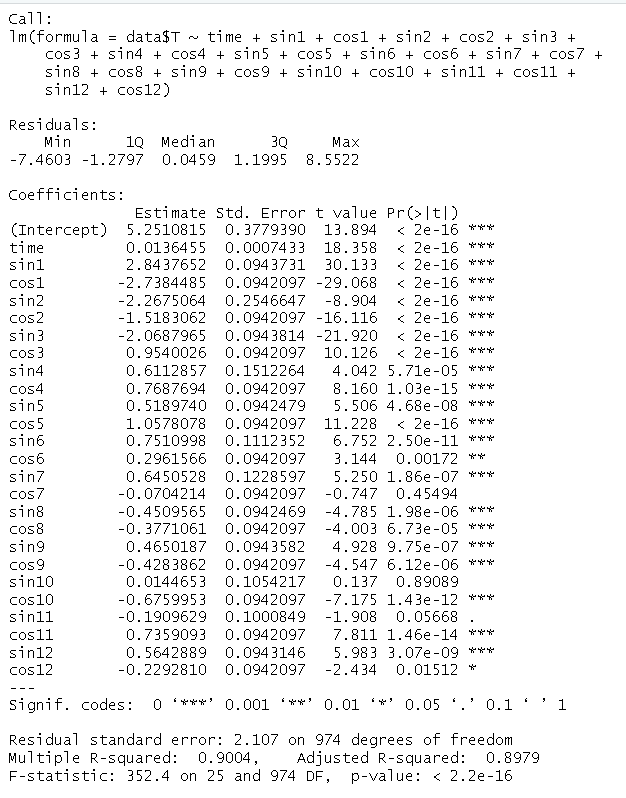 Call:
lm(formula = data$T ~ time + sin1 + cos1 + sin2 + cos2 + sin3 +
    cos3 + sin4 + cos4 + sin5 + cos5 + sin6 + cos6 + sin7 + cos7 +
    sin8 + cos8 + sin9 + cos9 + sin10 + cos10 + sin11 + cos11 +
    sin12 + cos12)

Residuals:
    Min      1Q  Median      3Q     Max
-7.4603 -1.2797  0.0459  1.1995  8.5522

Coefficients:
              Estimate Std. Error t value Pr(>|t|)
(Intercept)  5.2510815  0.3779390  13.894  < 2e-16 ***
time         0.0136455  0.0007433  18.358  < 2e-16 ***
sin1         2.8437652  0.0943731  30.133  < 2e-16 ***
cos1        -2.7384485  0.0942097 -29.068  < 2e-16 ***
sin2        -2.2675064  0.2546647  -8.904  < 2e-16 ***
cos2        -1.5183062  0.0942097 -16.116  < 2e-16 ***
sin3        -2.0687965  0.0943814 -21.920  < 2e-16 ***
cos3         0.9540026  0.0942097  10.126  < 2e-16 ***
sin4         0.6112857  0.1512264   4.042 5.71e-05 ***
cos4         0.7687694  0.0942097   8.160 1.03e-15 ***
sin5         0.5189740  0.0942479   5.506 4.68e-08 ***
cos5         1.0578078  0.0942097  11.228  < 2e-16 ***
sin6         0.7510998  0.1112352   6.752 2.50e-11 ***
cos6         0.2961566  0.0942097   3.144  0.00172 **
sin7         0.6450528  0.1228597   5.250 1.86e-07 ***
cos7        -0.0704214  0.0942097  -0.747  0.45494
sin8        -0.4509565  0.0942469  -4.785 1.98e-06 ***
cos8        -0.3771061  0.0942097  -4.003 6.73e-05 ***
sin9         0.4650187  0.0943582   4.928 9.75e-07 ***
cos9        -0.4283862  0.0942097  -4.547 6.12e-06 ***
sin10        0.0144653  0.1054217   0.137  0.89089
cos10       -0.6759953  0.0942097  -7.175 1.43e-12 ***
sin11       -0.1909629  0.1000849  -1.908  0.05668 .
cos11        0.7359093  0.0942097   7.811 1.46e-14 ***
sin12        0.5642889  0.0943146   5.983 3.07e-09 ***
cos12       -0.2292810  0.0942097  -2.434  0.01512 *
---
Signif. codes:  0 ‘***’ 0.001 ‘**’ 0.01 ‘*’ 0.05 ‘.’ 0.1 ‘ ’ 1

Residual standard error: 2.107 on 974 degrees of freedom
Multiple R-squared:  0.9004,    Adjusted R-squared:  0.8979
F-statistic: 352.4 on 25 and 974 DF,  p-value: < 2.2e-16